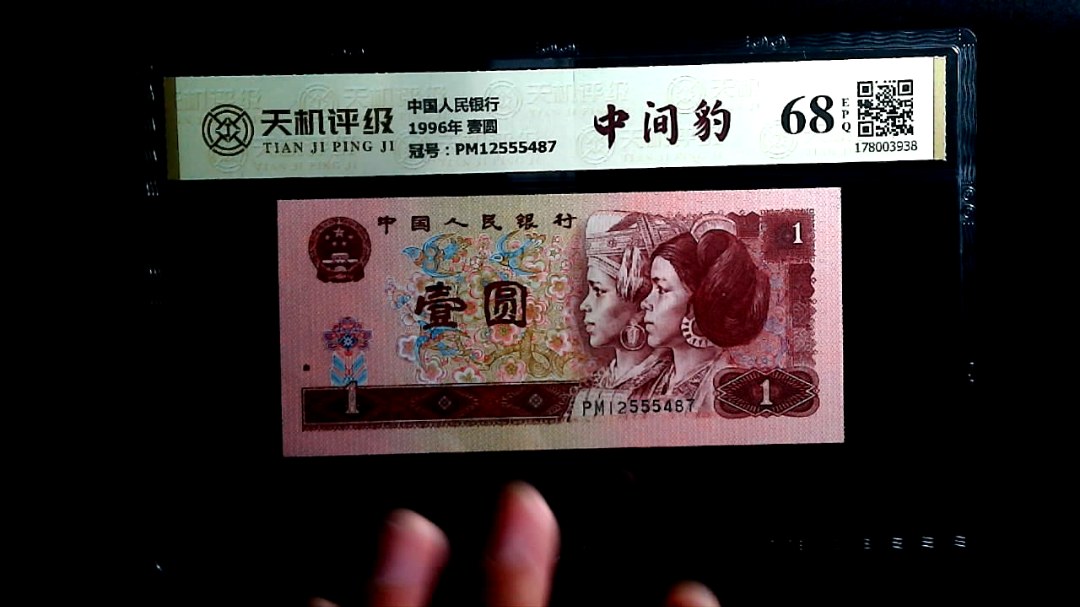 天机评级
TIAN JI PING JI
中国人民银行
1996年 壹圆
冠号：PM12555487
中间豹
68
EPQ
178003938
中国人民银行
1
壹圆
1
PM12555487
1